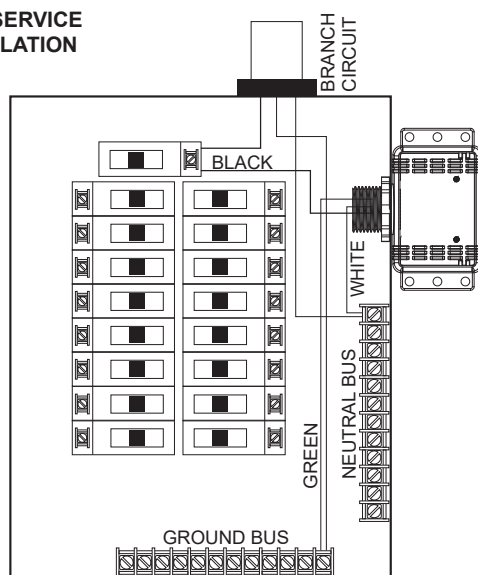 SERVICE
LATION
BRANCH
CIRCUIT
BLACK
WHITE
NEUTRAL BUS
GREEN
GROUND BUS